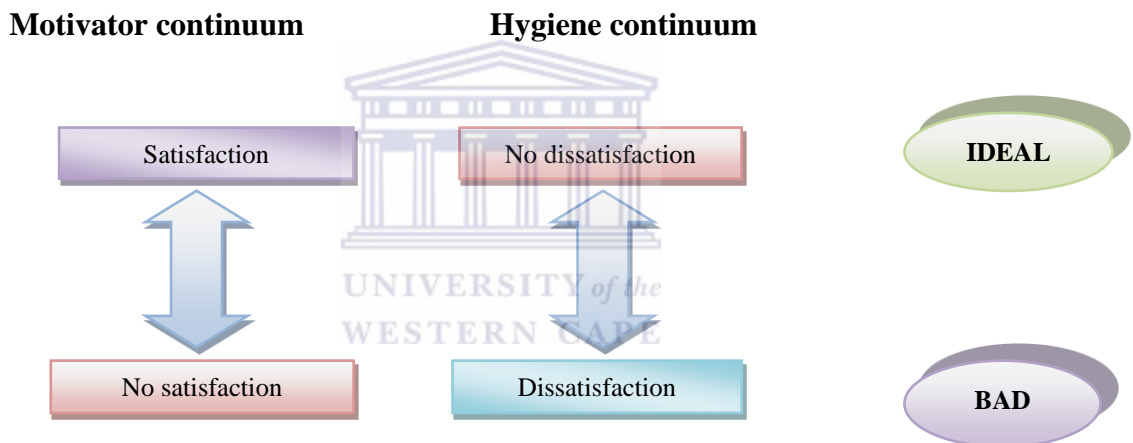 Motivator continuum Hygiene continuum
Satisfaction No dissatisfaction IDEAL
UNIVERSITY of the
WESTERN CAPE
No satisfaction Dissatisfaction BAD